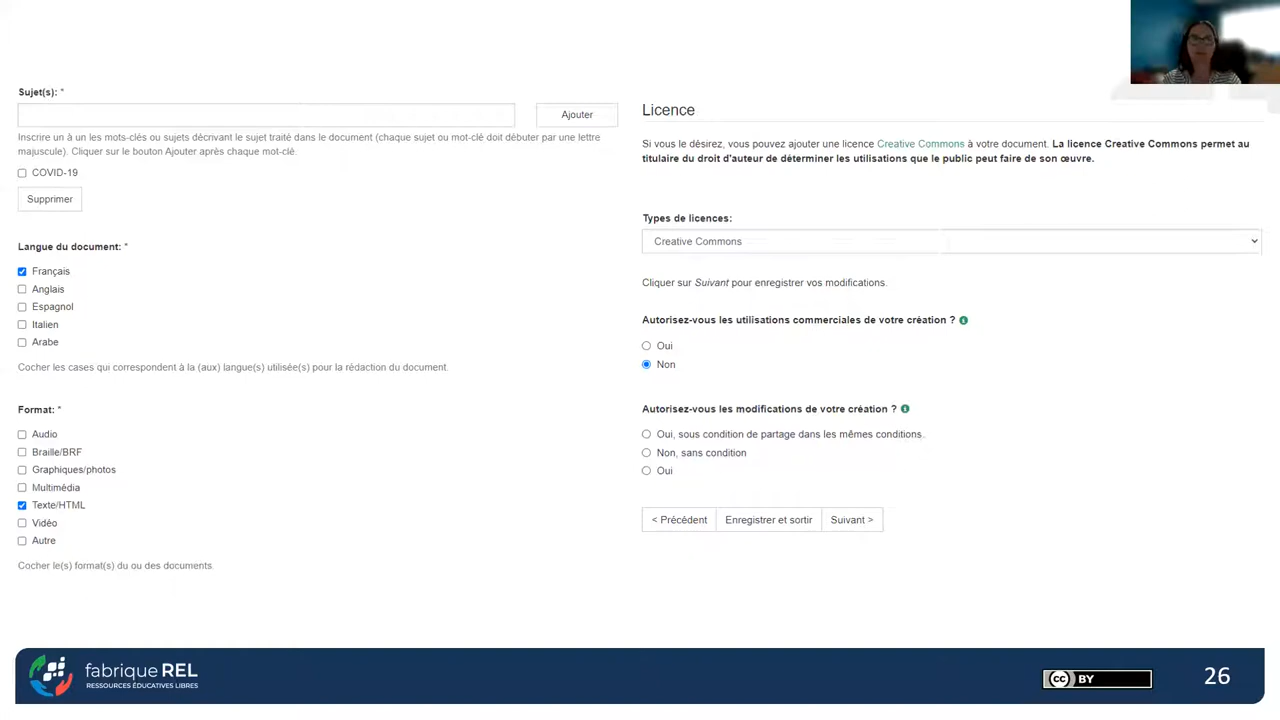 Sujet(s): *
Ajouter
Inscrire un à un les mots-clés ou sujets décrivant le sujet traité dans le document (chaque sujet ou mot-clé doit débuter par une lettre
majuscule). Cliquer sur le bouton Ajouter après chaque mot-clé.
COVID-19
Supprimer
Langue du document: *
Français
Anglais
Espagnol
Italien
Arabe
Cocher les cases qui correspondent à la (aux) langue(s) utilisée(s) pour la rédaction du document.
Format: *
Audio
Braille/BRF
Graphiques/photos
Multimédia
Texte/HTML
Vidéo
Autre
Cocher le(s) format(s) du ou des documents.
Licence
Si vous le désirez, vous pouvez ajouter une licence Creative Commons à votre document. La licence Creative Commons permet au
titulaire du droit d'auteur de déterminer les utilisations que le public peut faire de son œuvre.
Types de licences:
Creative Commons
Cliquer sur Suivant pour enregistrer vos modifications.
Autorisez-vous les utilisations commerciales de votre création ?
Oui
Non
Autorisez-vous les modifications de votre création ?
Oui, sous condition de partage dans les mêmes conditions.
Non, sans condition
Oui
< Précédent
Enregistrer et sortir
Suivant >
fabrique REL
RESSOURCES ÉDUCATIVES LIBRES
cc BY
26